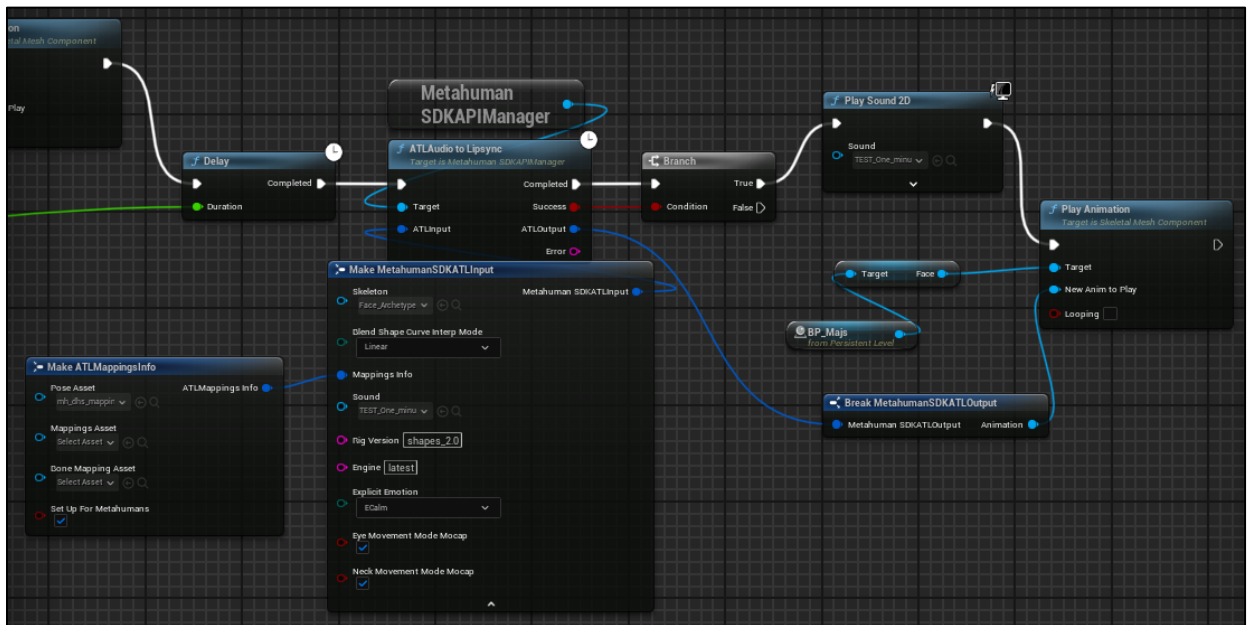 on
etal Mesh Component
Play
Delay
Completed
Duration
Metahuman
SDKAPIManager
ATLAudio to Lipsync
Target is Metahuman SDKAPIManager
Completed
Target
Success
ATLInput
ATLOutput
Error
Branch
True
Condition
False
Play Sound 2D
Sound
TEST_One_minu
Play Animation
Target is Skeletal Mesh Component
Target
New Anim to Play
Looping
Target
Face
BP_Majs
from Persistent Level
Break MetahumanSDKATLOutput
Metahuman SDKATLOutput
Animation
Make MetahumanSDKATLInput
Skeleton
Metahuman SDKATLInput
Face_Archetype
Blend Shape Curve Interp Mode
Linear
Mappings Info
Sound
TEST_One_minu
Rig Version shapes_2.0
Engine latest
Explicit Emotion
ECalm
Eye Movement Mode Mocap
Neck Movement Mode Mocap
Make ATLMappingsInfo
Pose Asset
ATLMappings Info
mh_dhs_mappin
Mappings Asset
Select Asset
Done Mapping Asset
Select Asset
Set Up For Metahumans